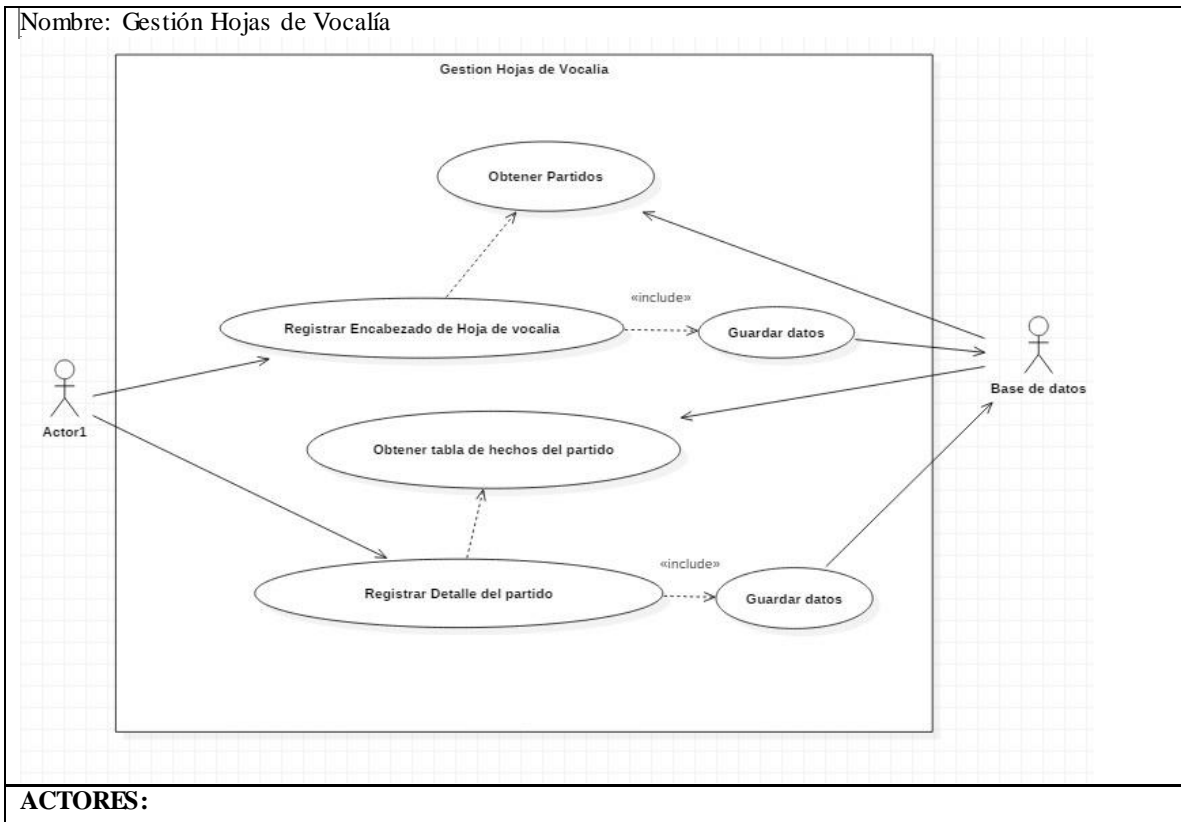 Nombre: Gestión Hojas de Vocalía
Gestion Hojas de Vocalia
Obtener Partidos
«include»
Registrar Encabezado de Hoja de vocalia
Guardar datos
Base de datos
Actor1
Obtener tabla de hechos del partido
«include»
Registrar Detalle del partido
Guardar datos
ACTORES: